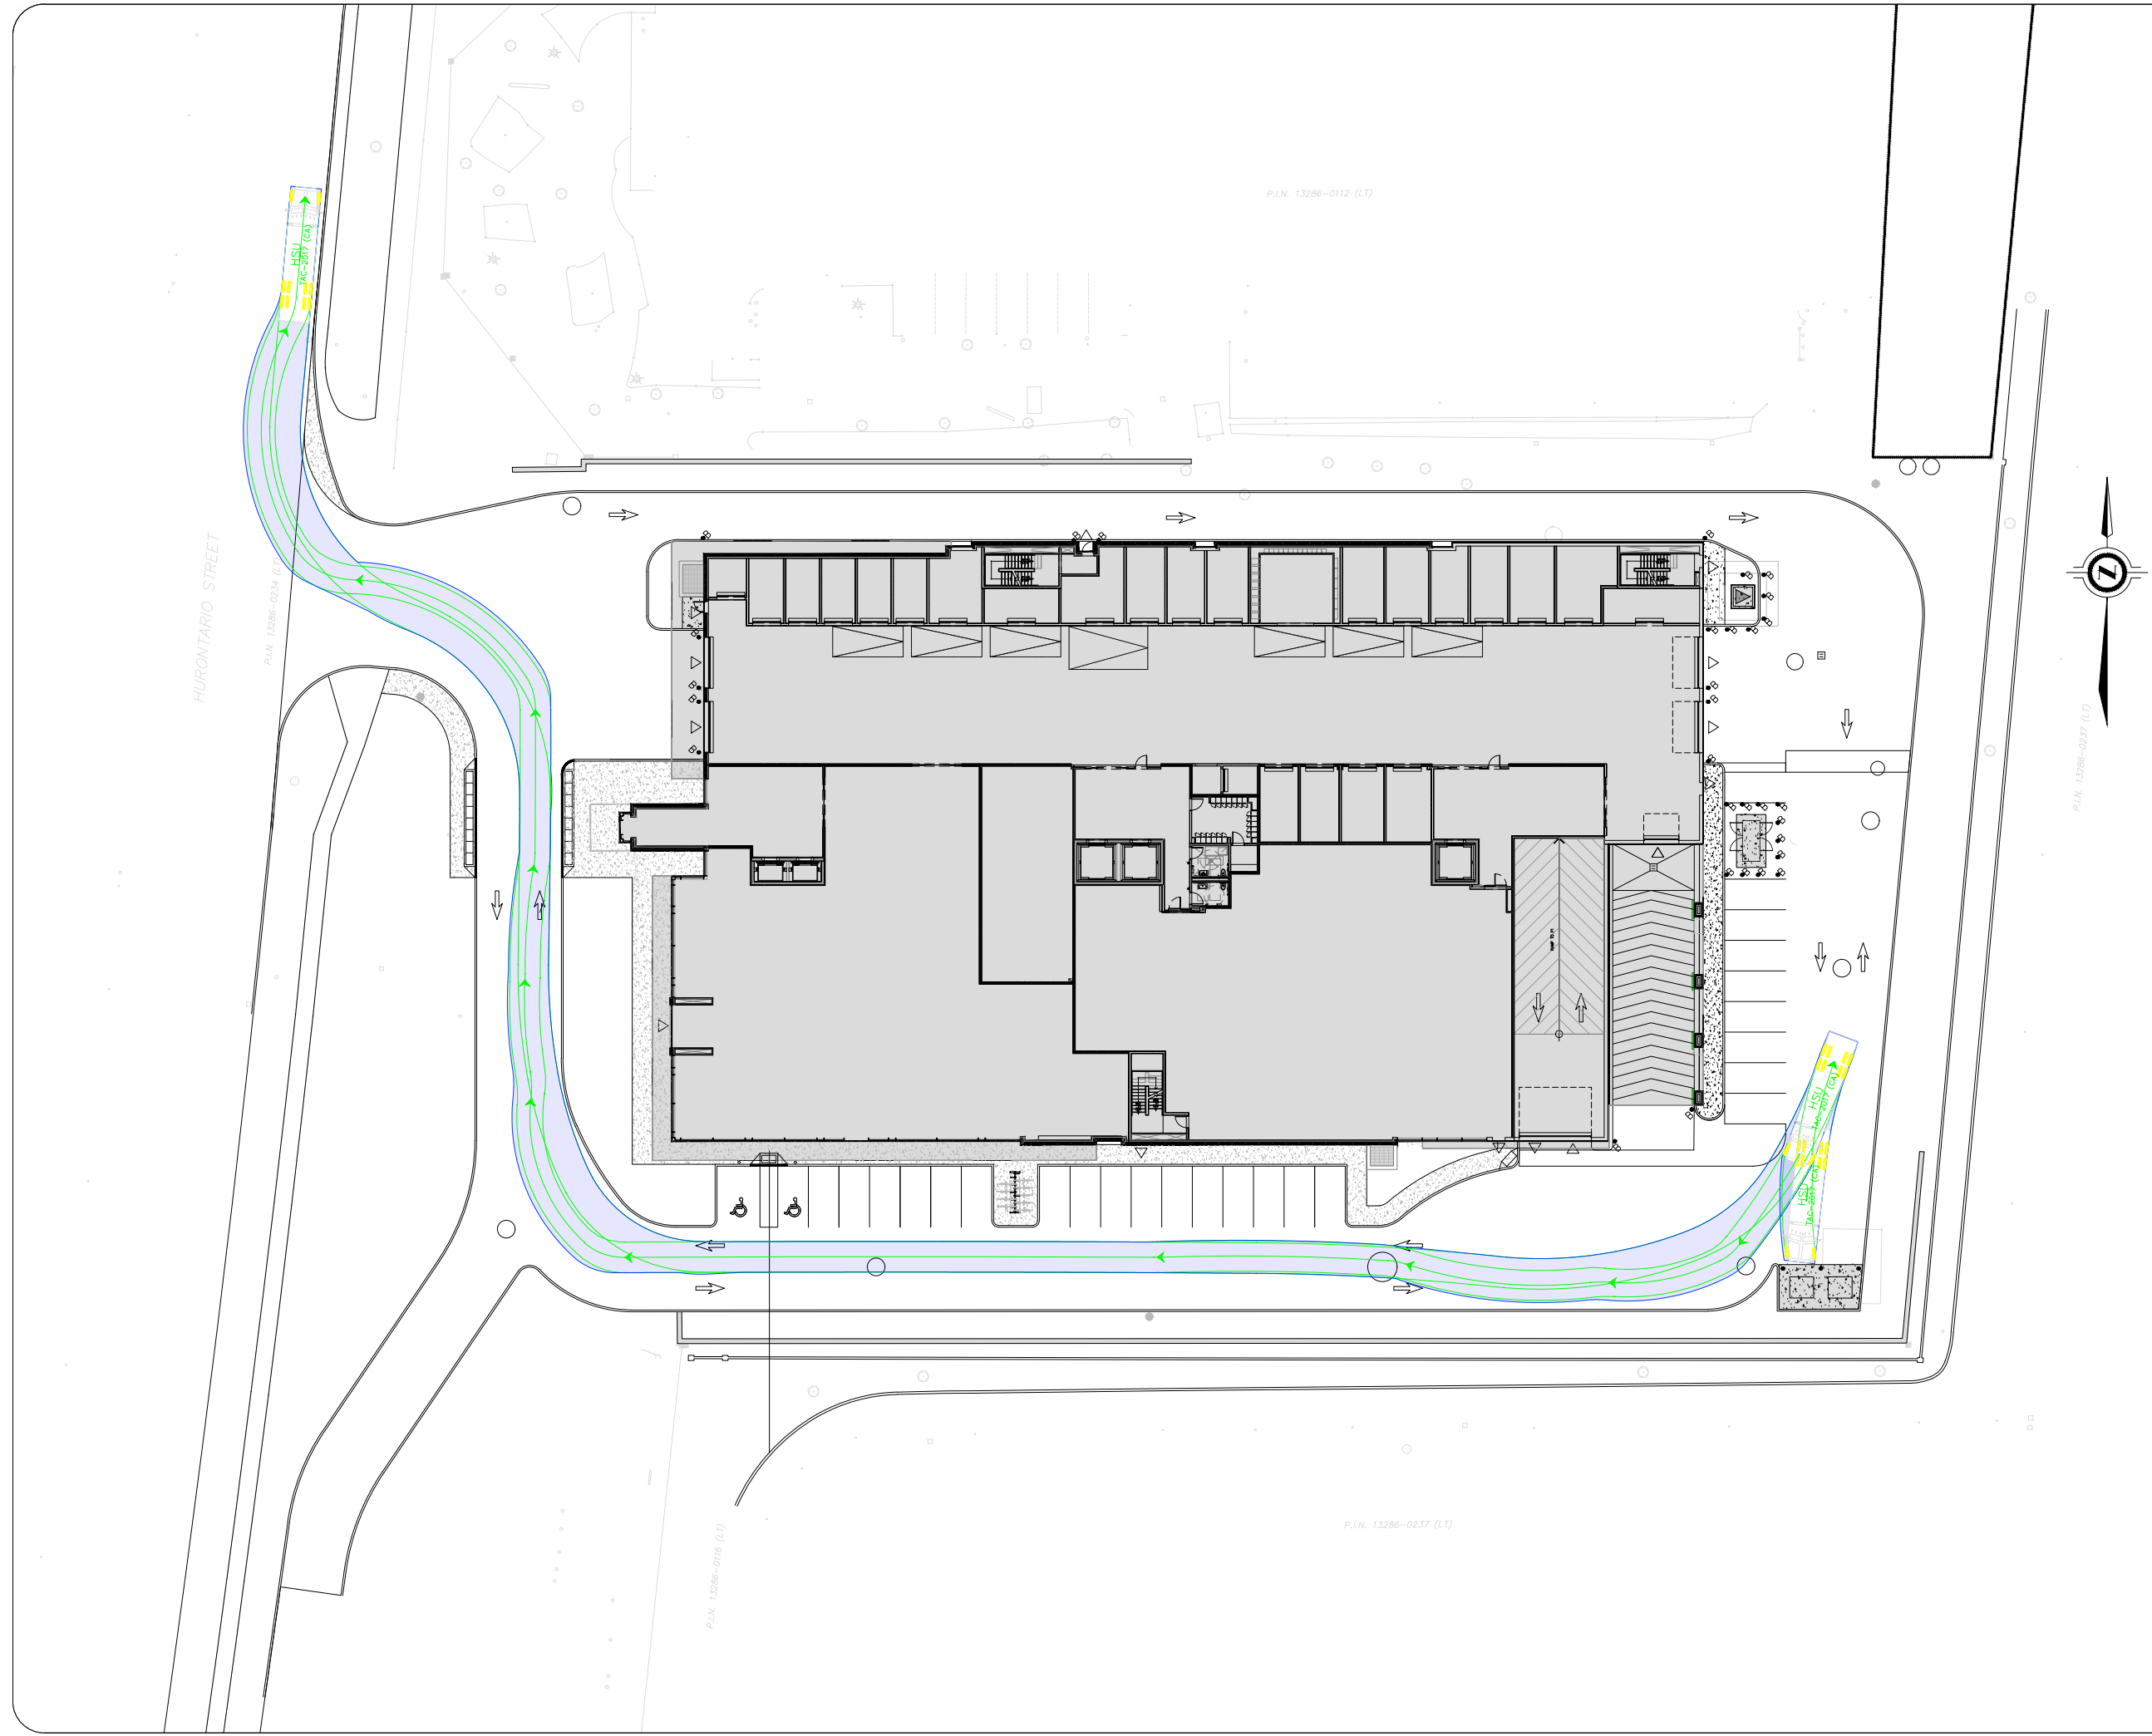 P.I.N. 13286-0112 (LT)
HSU
TAC-2017 (CA)
HURONTARIO STREET
P.I.N. 13286-0234 (LT)
P.I.N. 13286-0237 (LT)
HSU
TAC-2017 (CA)
HSU
TAC-2017 (CA)
P.I.N. 13286-0237 (LT)
P.I.N. 13286-0116 (LT)